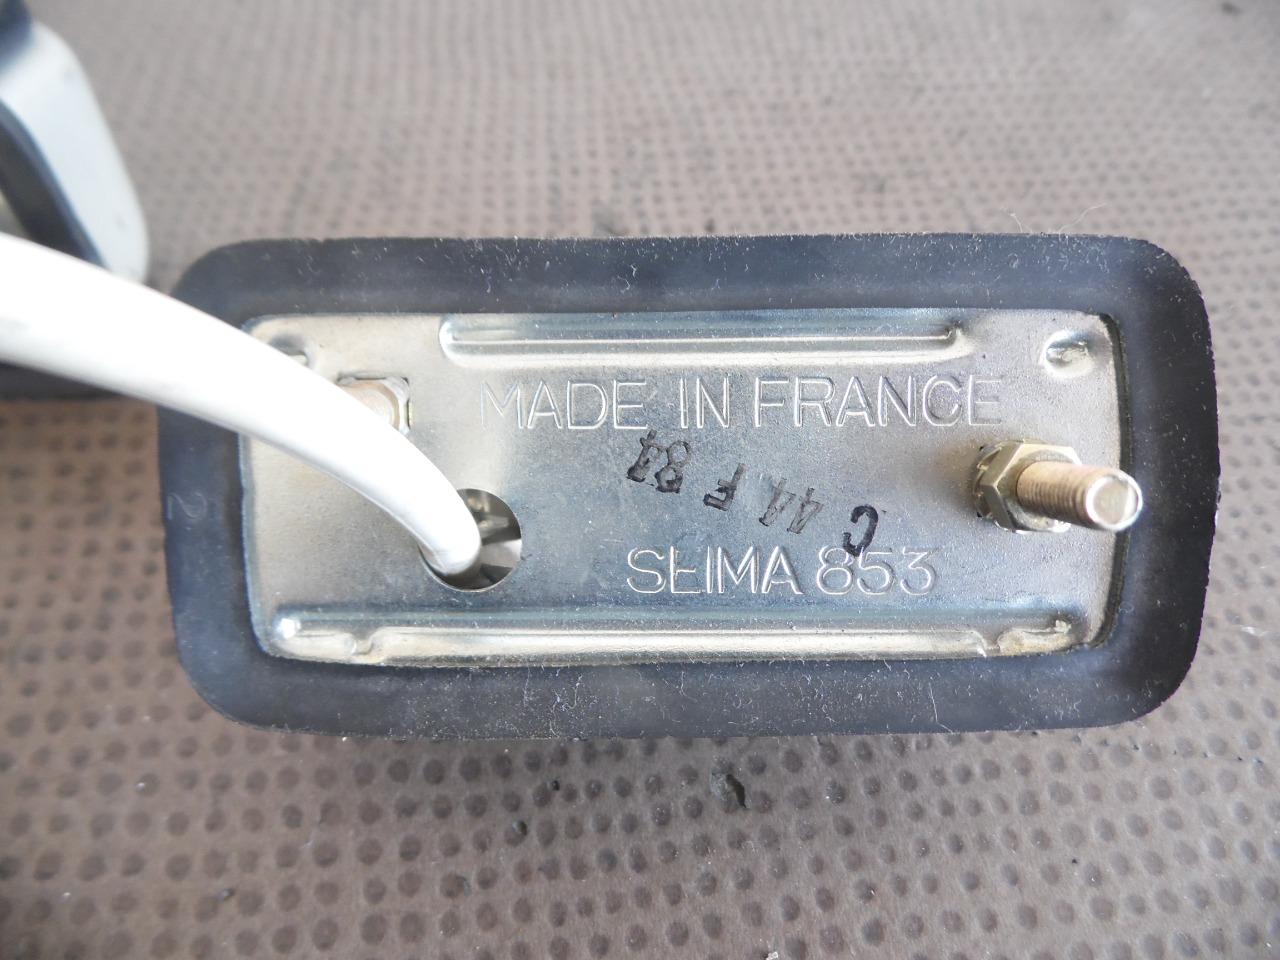 MADE IN FRANCE
C 44 F 84
SEIMA 853